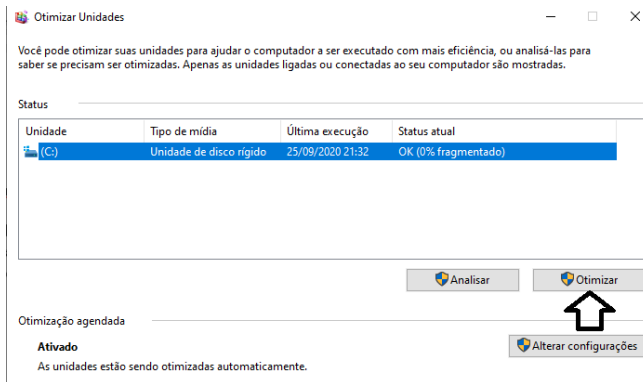 Otimizar Unidades
Você pode otimizar suas unidades para ajudar o computador a ser executado com mais eficiência, ou analisá-las para
saber se precisam ser otimizadas. Apenas as unidades ligadas ou conectadas ao seu computador são mostradas.
Status
Unidade Tipo de mídia Última execução Status atual
(C:) Unidade de disco rígido 25/09/2020 21:32 OK (0% fragmentado)
Analisar Otimizar
Otimização agendada
Ativado Alterar configurações
As unidades estão sendo otimizadas automaticamente.